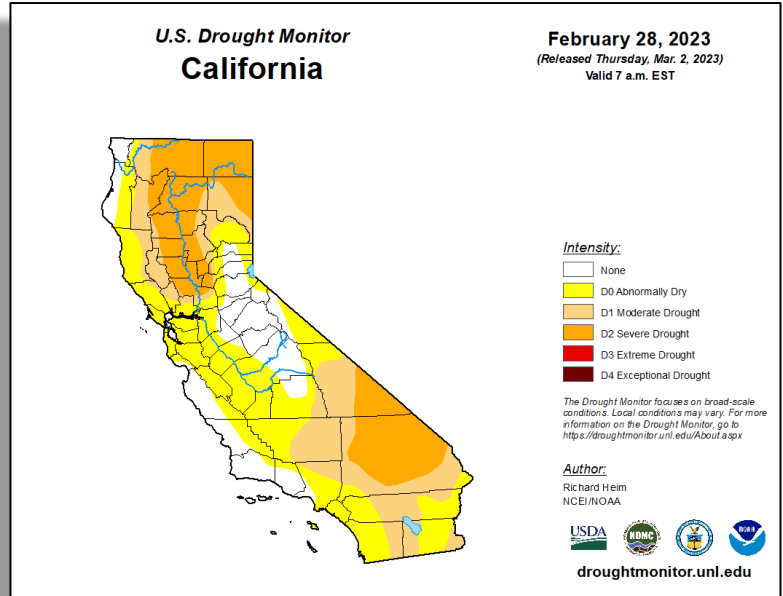 U.S. Drought Monitor
California
February 28, 2023
(Released Thursday, Mar. 2, 2023)
Valid 7 a.m. EST
Intensity:
None
D0 Abnormally Dry
D1 Moderate Drought
D2 Severe Drought
D3 Extreme Drought
D4 Exceptional Drought
The Drought Monitor focuses on broad-scale
conditions. Local conditions may vary. For more
information on the Drought Monitor, go to
https://droughtmonitor.unl.edu/About.aspx
Author:
Richard Heim
NCEI/NOAA
USDA
NDMC
NOAA
droughtmonitor.unl.edu